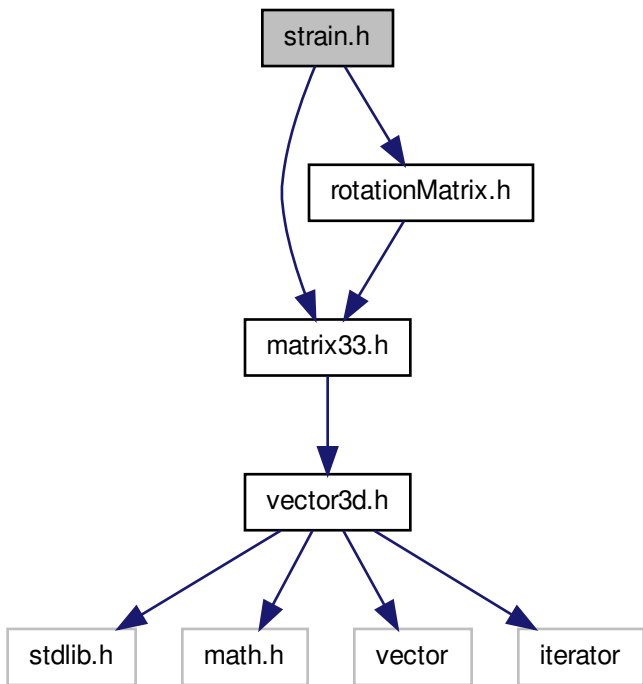 strain.h
rotationMatrix.h
matrix33.h
vector3d.h
stdlib.h
math.h
vector
iterator